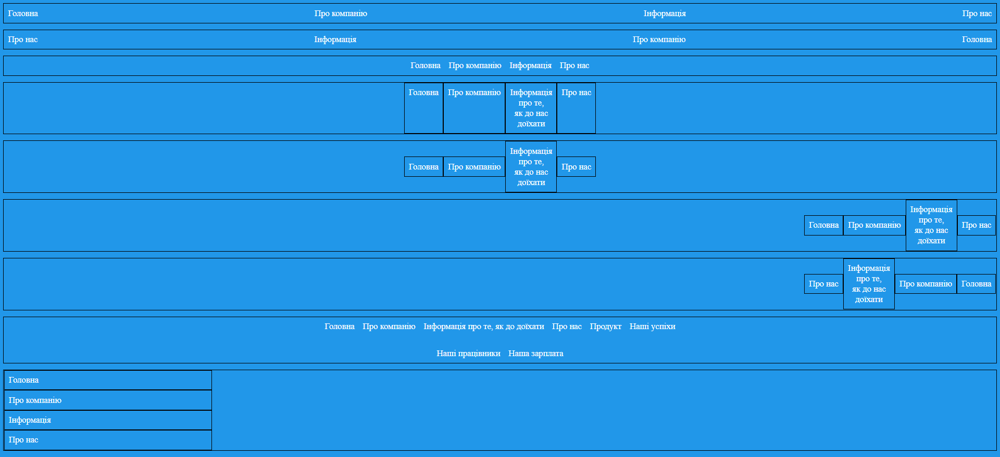 Головна Про компанію Інформація Про нас
Про нас Інформація Про компанію Головна
Головна Про компанію Інформація Про нас
Головна Про компанію Інформація Про нас
про те,
як до нас
доїхати
Інформація
про те,
Головна Про компанію як до нас Про нас
доїхати
Інформація
про те,
Головна Про компанію як до нас Про нас
доїхати
Інформація
про те,
Про нас як до нас Про компанію Головна
доїхати
Головна Про компанію Інформація про те, як до доїхати Про нас Продукт Наші успіхи
Наші працівники Наша зарплата
Головна
Про компанію
Інформація
Про нас